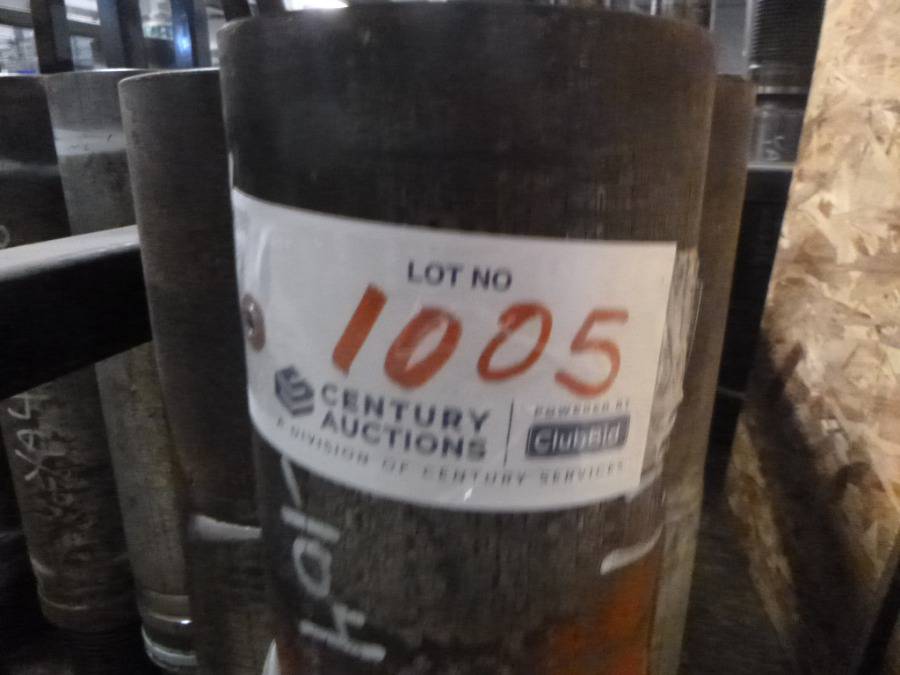 LOT NO
1005
CENTURY
AUCTIONS
A DIVISION OF CENTURY SERVICES
POWERED BY
ClubBid